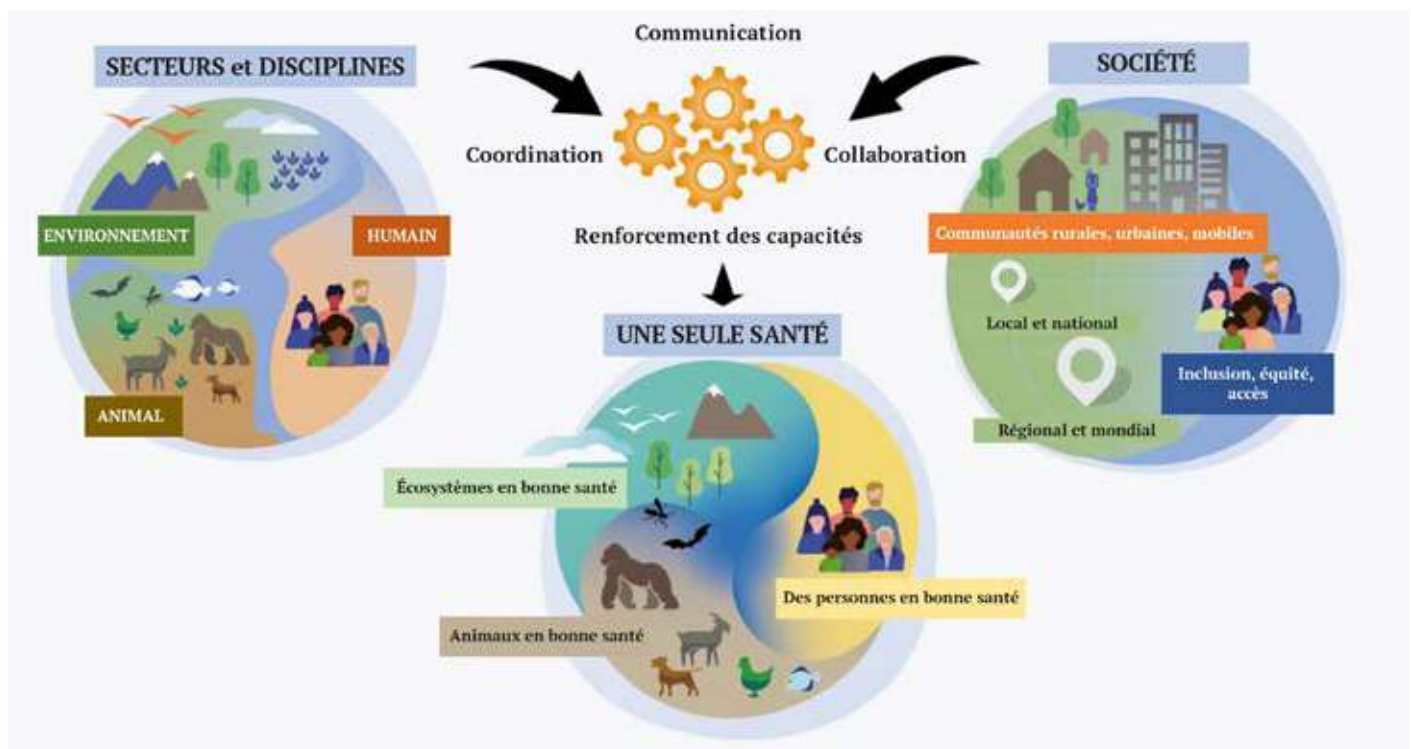 Communication
SECTEURS et DISCIPLINES
SOCIÉTÉ
Coordination
Collaboration
ENVIRONNEMENT
HUMAIN
Renforcement des capacités
Communautés rurales, urbaines, mobiles
Local et national
UNE SEULE SANTÉ
Inclusion, équité,
accès
ANIMAL
Régional et mondial
Écosystèmes en bonne santé
Des personnes en bonne santé
Animaux en bonne santé